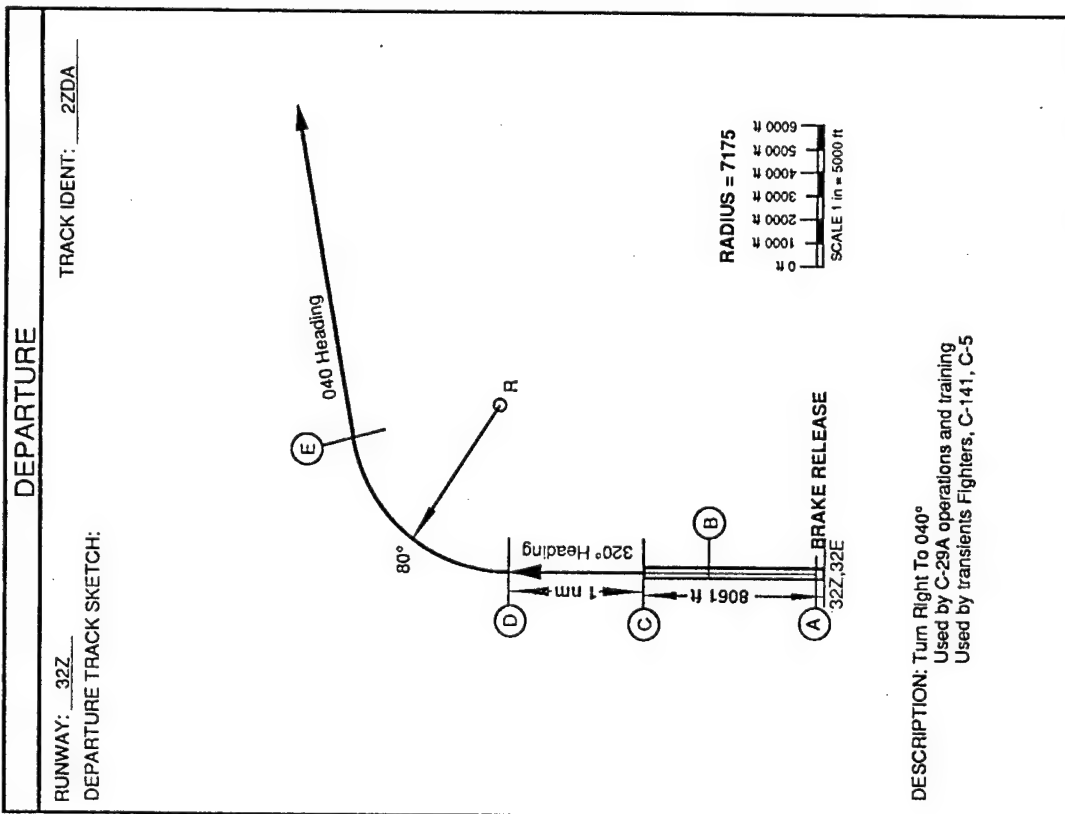 DEPARTURE
RUNWAY: 32Z
TRACK IDENT: 2ZDA
DEPARTURE TRACK SKETCH:
040 Heading
E
R
80°
320° Heading
D
1 nm
C
B
8061 ft
BRAKE RELEASE
A
32Z,32E
RADIUS = 7175
0 ft
1000 ft
2000 ft
3000 ft
4000 ft
5000 ft
6000 ft
SCALE 1 in = 5000 ft
DESCRIPTION: Turn Right To 040°
Used by C-29A operations and training
Used by transients Fighters, C-141, C-5